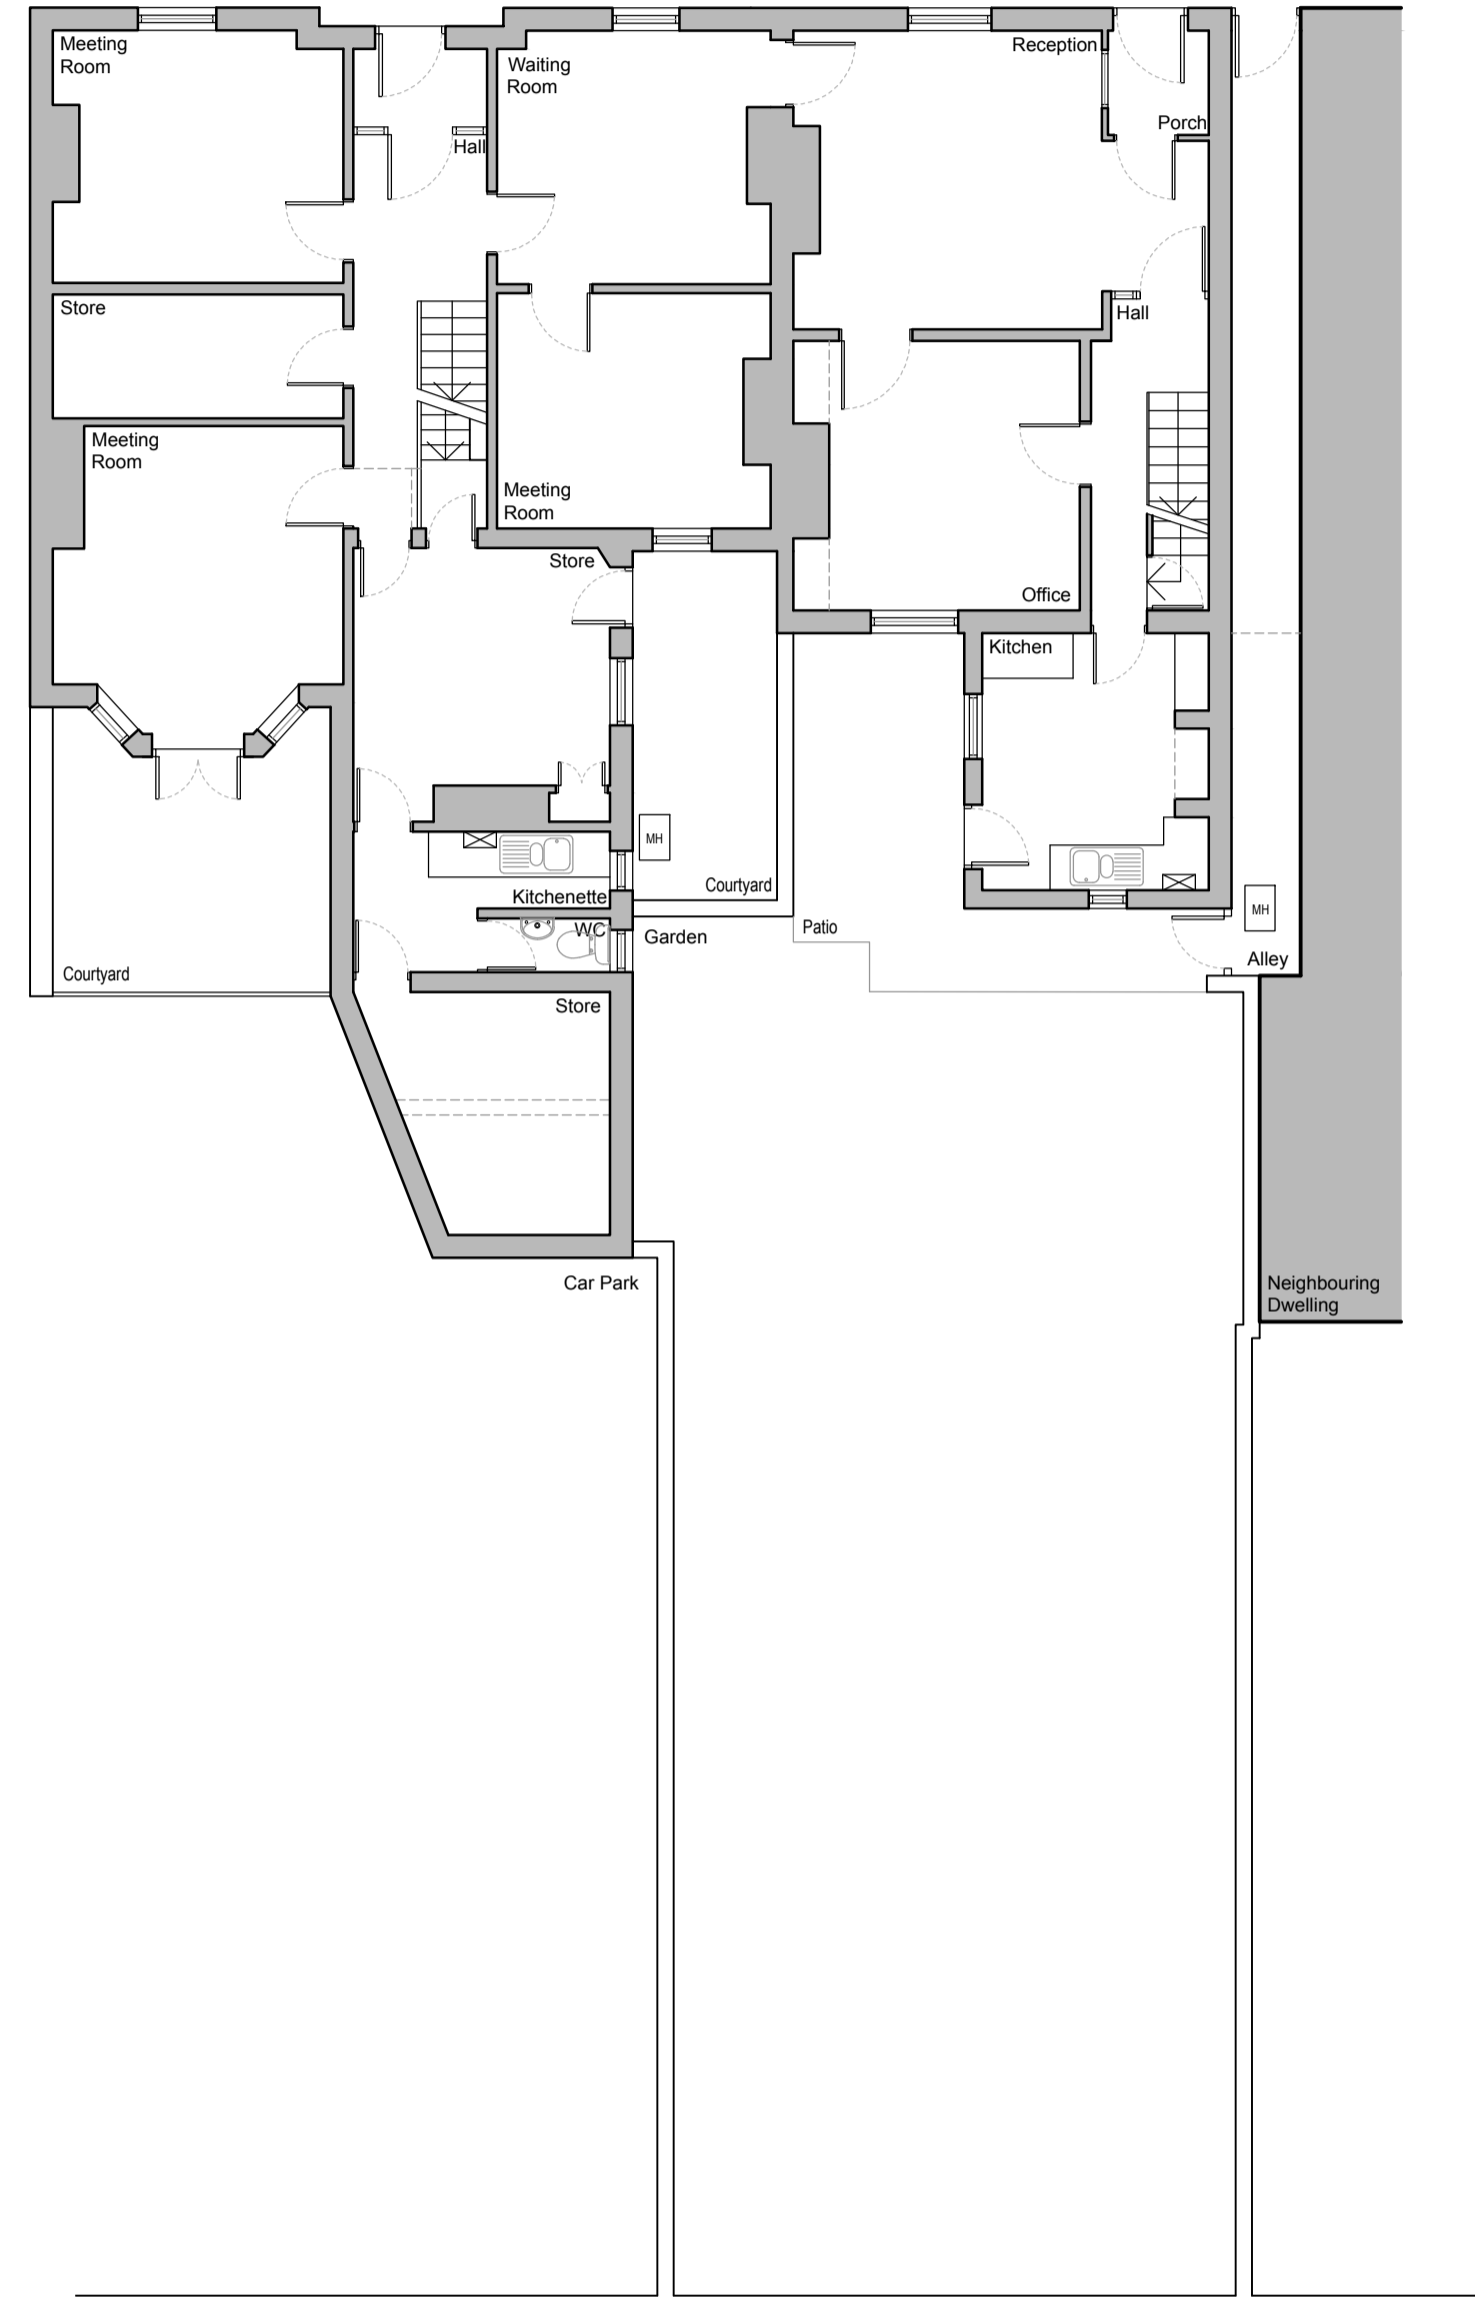 Meeting
Room
Waiting
Room
Reception
Porch
Hall
Store
Hall
Meeting
Room
Meeting
Room
Store
Office
Kitchen
MH
Courtyard
Kitchenette
WC
Garden
Patio
MH
Alley
Courtyard
Store
Car Park
Neighbouring
Dwelling